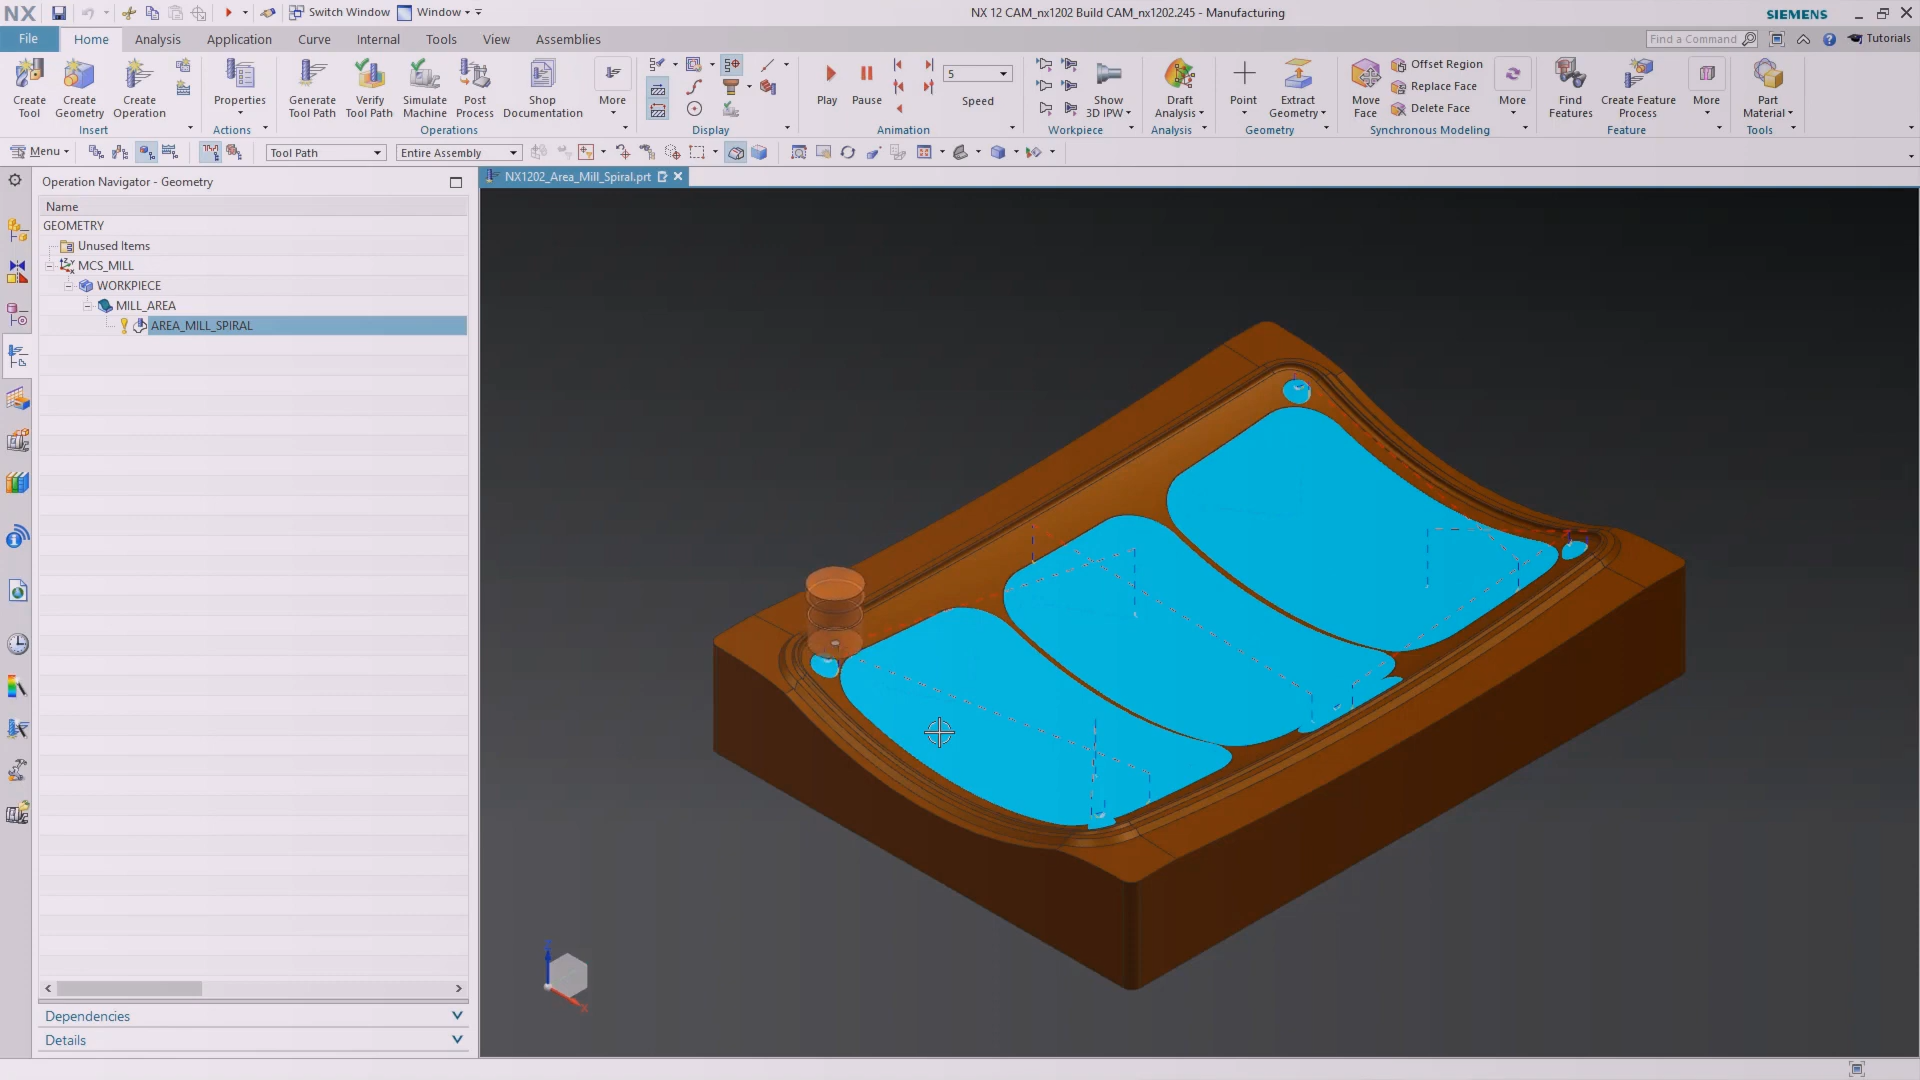 NX
Switch Window
Window
NX 12 CAM_nx1202 Build CAM_nx1202.245 - Manufacturing
SIEMENS
File
Home
Analysis
Application
Curve
Internal
Tools
View
Assemblies
Find a Command
Tutorials
Create Tool
Create Geometry
Create Operation
Insert
Properties
Actions
Generate Tool Path
Verify Tool Path
Simulate Machine
Post Process
Shop Documentation
More
Operations
Display
Play
Pause
5
Speed
Animation
Show 3D IPW
Workpiece
Draft Analysis
Analysis
Point
Extract Geometry
Geometry
Move Face
Offset Region
Replace Face
Delete Face
More
Synchronous Modeling
Find Features
Create Feature Process
More
Feature
Part Material
Tools
Menu
Tool Path
Entire Assembly
Operation Navigator - Geometry
NX1202_Area_Mill_Spiral.prt
Name
GEOMETRY
Unused Items
MCS_MILL
WORKPIECE
MILL_AREA
AREA_MILL_SPIRAL
Dependencies
Details